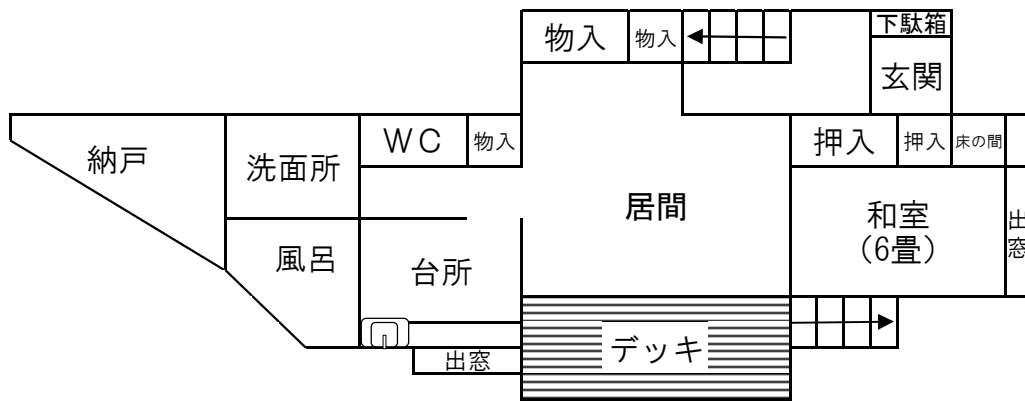 下駄箱
物入
物入
玄関
納戸
洗面所
WC
物入
押入
押入
床の間
居間
和室
（6畳）
出窓
風呂
台所
デッキ
出窓